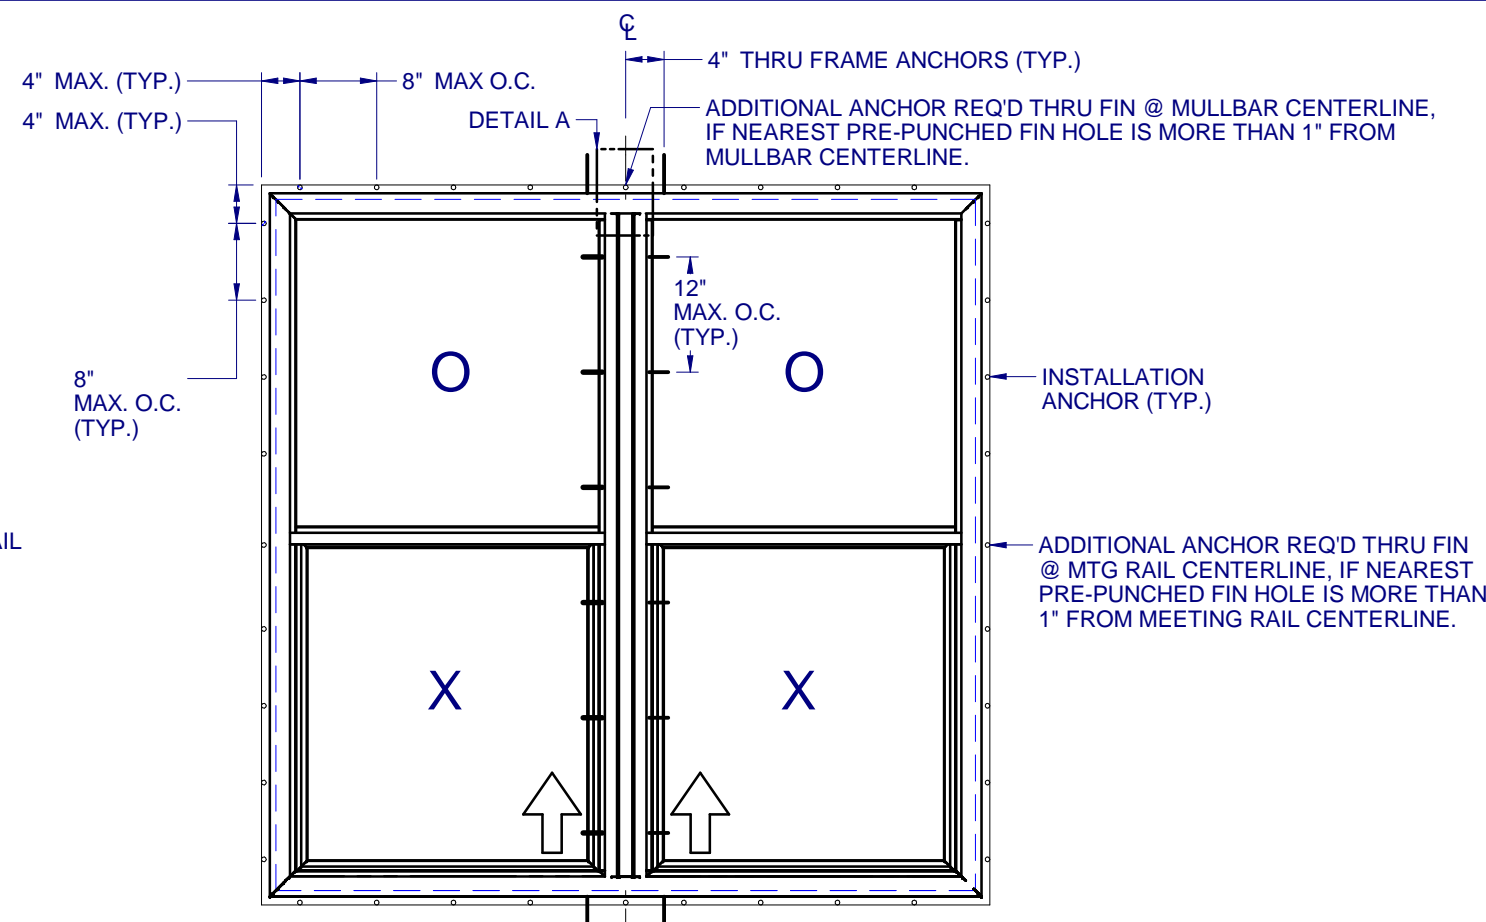 ℄
4" THRU FRAME ANCHORS (TYP.)
4" MAX. (TYP.)
8" MAX O.C.
4" MAX. (TYP.)
DETAIL A
ADDITIONAL ANCHOR REQ'D THRU FIN @ MULLBAR CENTERLINE,
IF NEAREST PRE-PUNCHED FIN HOLE IS MORE THAN 1" FROM
MULLBAR CENTERLINE.
12"
MAX. O.C.
(TYP.)
O
O
8"
MAX. O.C.
(TYP.)
INSTALLATION
ANCHOR (TYP.)
AIL
ADDITIONAL ANCHOR REQ'D THRU FIN
@ MTG RAIL CENTERLINE, IF NEAREST
PRE-PUNCHED FIN HOLE IS MORE THAN
1" FROM MEETING RAIL CENTERLINE.
X
X